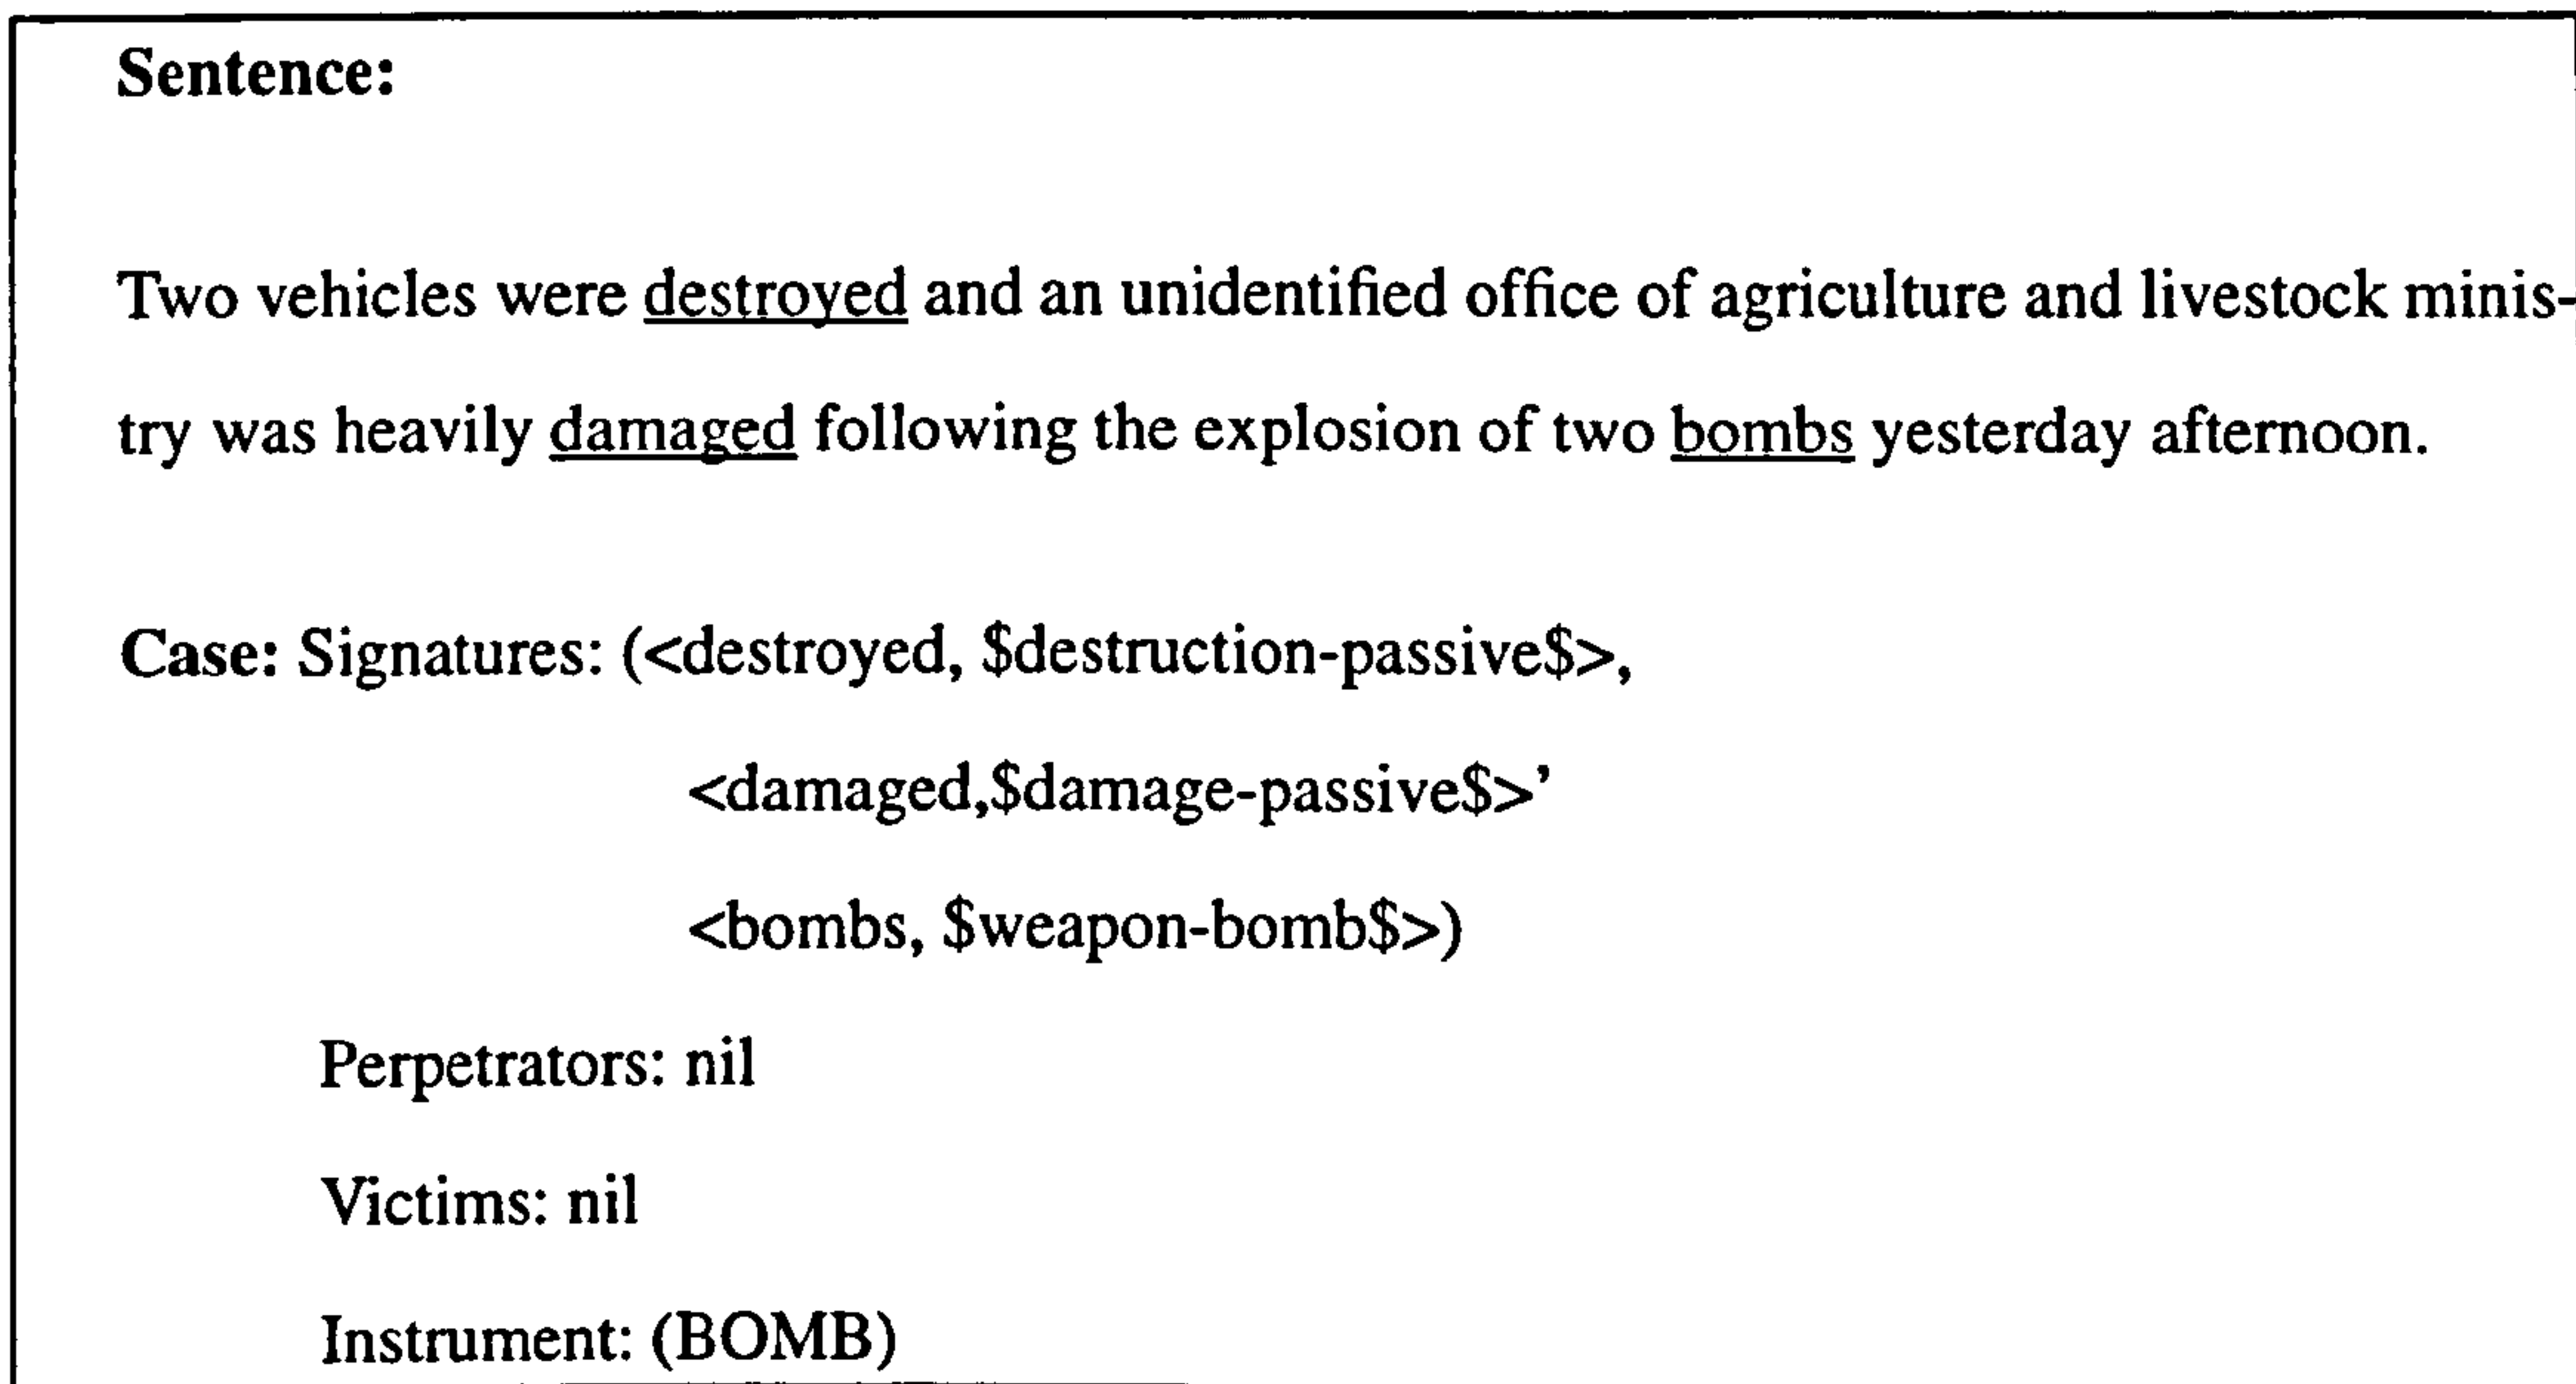 Sentence:
Two vehicles were destroyed and an unidentified office of agriculture and livestock minis-
try was heavily damaged following the explosion of two bombs yesterday afternoon.
Case: Signatures: (<destroyed, $destruction-passive$>,
<damaged,$damage-passive$>’
<bombs, $weapon-bomb$>)
Perpetrators: nil
Victims: nil
Instrument: (BOMB)